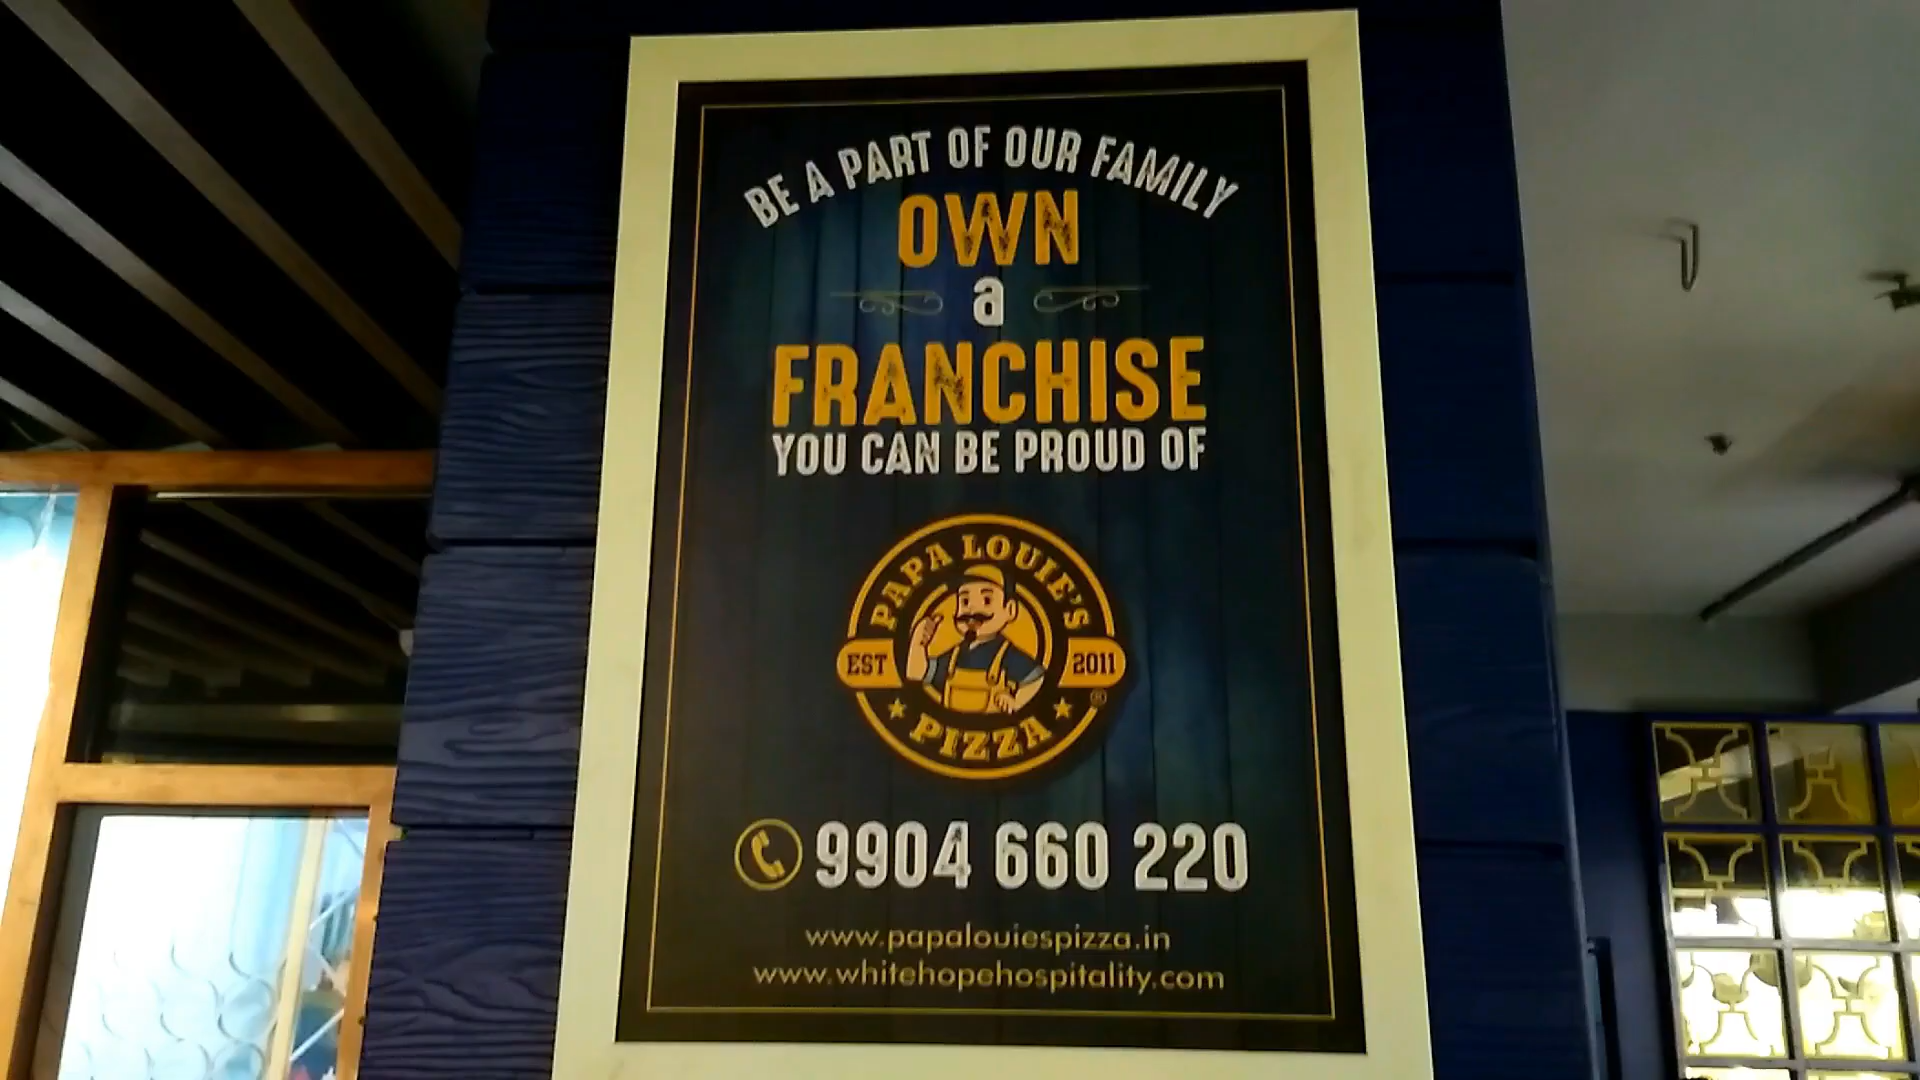 BE A PART OF OUR FAMILY
OWN
a
FRANCHISE
YOU CAN BE PROUD OF
PAPA LOUIE'S
EST 2011
®
PIZZA
9904 660 220
www.papalouiespizza.in
www.whitehopehospitality.com